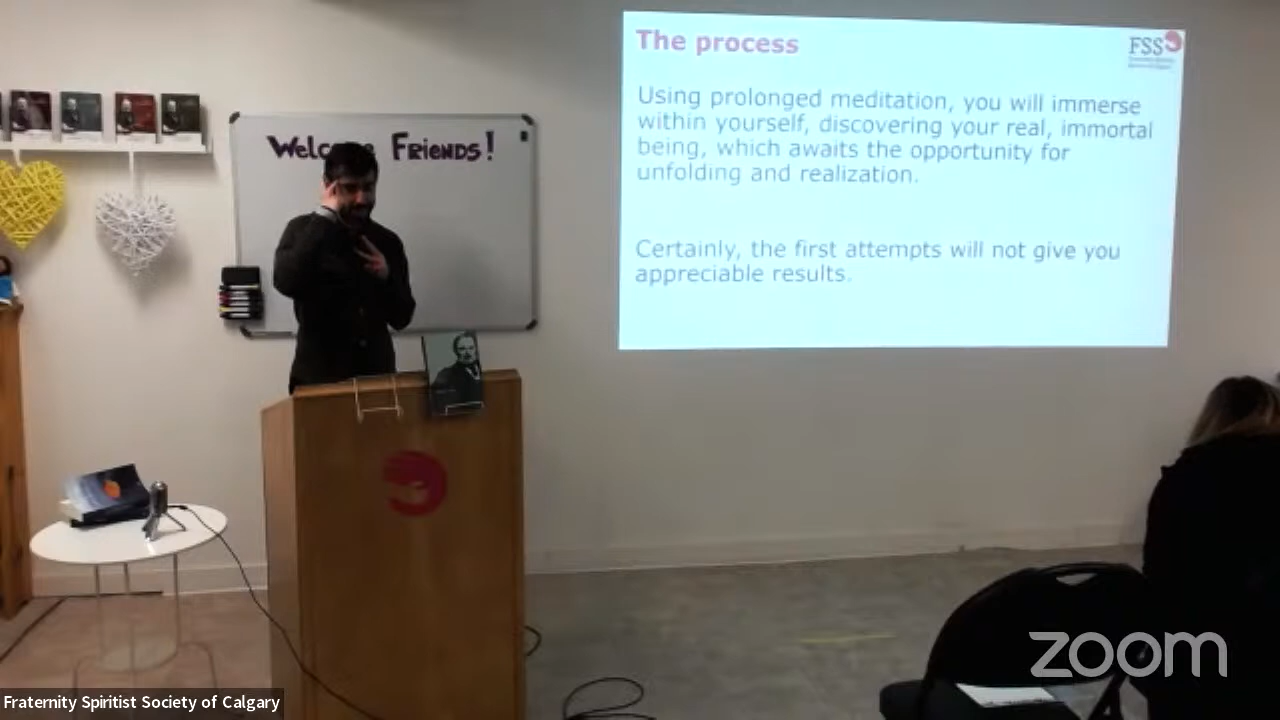 The process
FSS
Using prolonged meditation, you will immerse
within yourself, discovering your real, immortal
being, which awaits the opportunity for
unfolding and realization.
Certainly, the first attempts will not give you
appreciable results.
Welc e Friends!
zoom
Fraternity Spiritist Society of Calgary